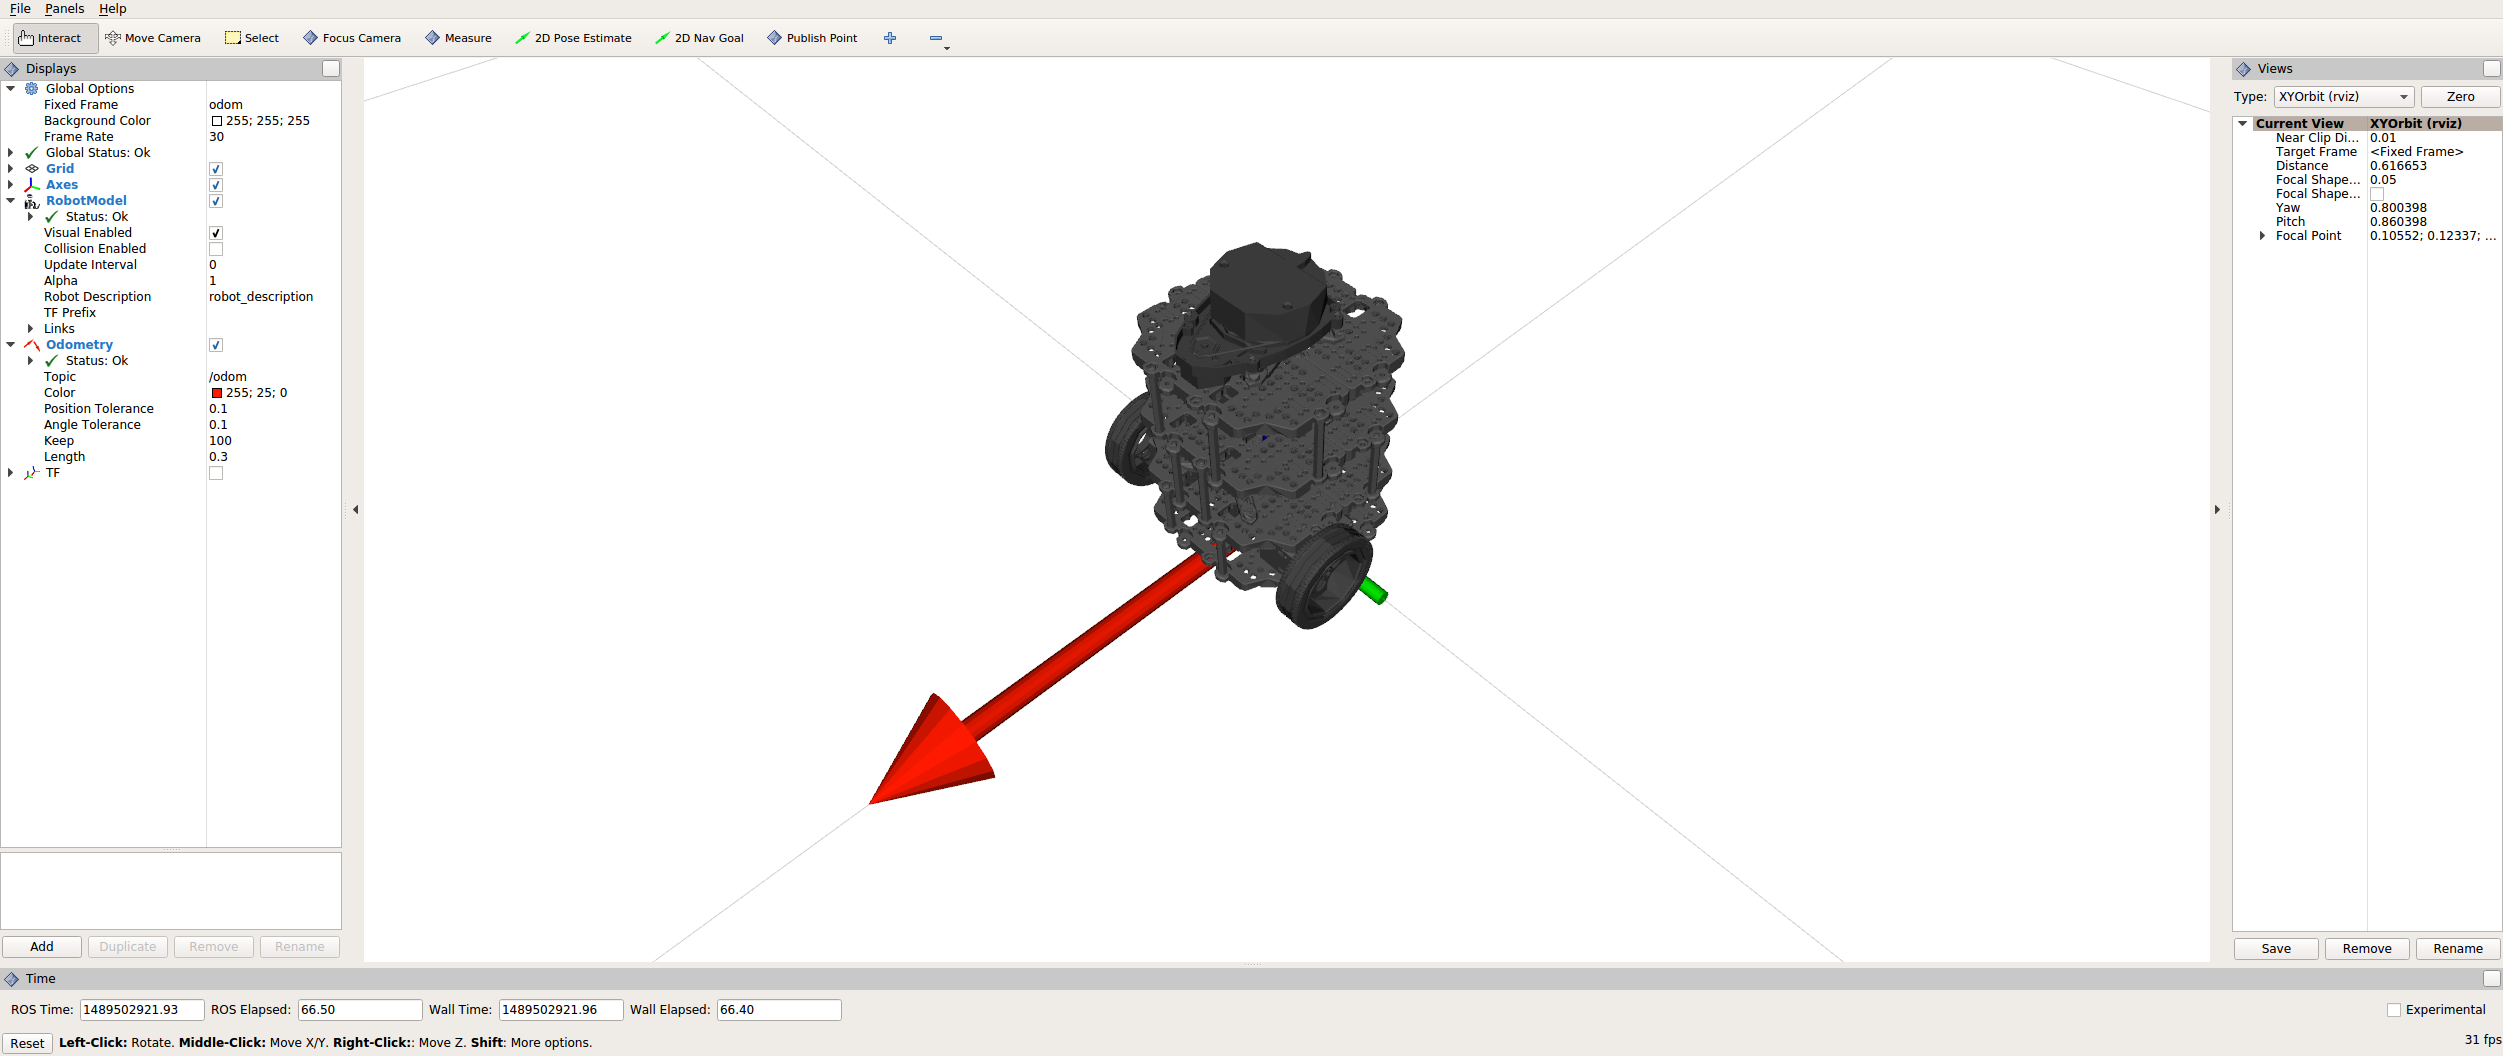 File Panels Help
Interact Move Camera Select Focus Camera Measure 2D Pose Estimate 2D Nav Goal Publish Point
Displays
Global Options
Fixed Frame odom
Background Color 255; 255; 255
Frame Rate 30
Global Status: Ok
Grid
Axes
RobotModel
Status: Ok
Visual Enabled
Collision Enabled
Update Interval 0
Alpha 1
Robot Description robot_description
TF Prefix
Links
Odometry
Status: Ok
Topic /odom
Color 255; 25; 0
Position Tolerance 0.1
Angle Tolerance 0.1
Keep 100
Length 0.3
TF
Add Duplicate Remove Rename
Views
Type: XYOrbit (rviz) Zero
Current View XYOrbit (rviz)
Near Clip Di... 0.01
Target Frame <Fixed Frame>
Distance 0.616653
Focal Shape... 0.05
Focal Shape...
Yaw 0.800398
Pitch 0.860398
Focal Point 0.10552; 0.12337; ...
Save Remove Rename
Time
ROS Time: 1489502921.93 ROS Elapsed: 66.50 Wall Time: 1489502921.96 Wall Elapsed: 66.40 Experimental
Reset Left-Click: Rotate. Middle-Click: Move X/Y. Right-Click:: Move Z. Shift: More options. 31 fps